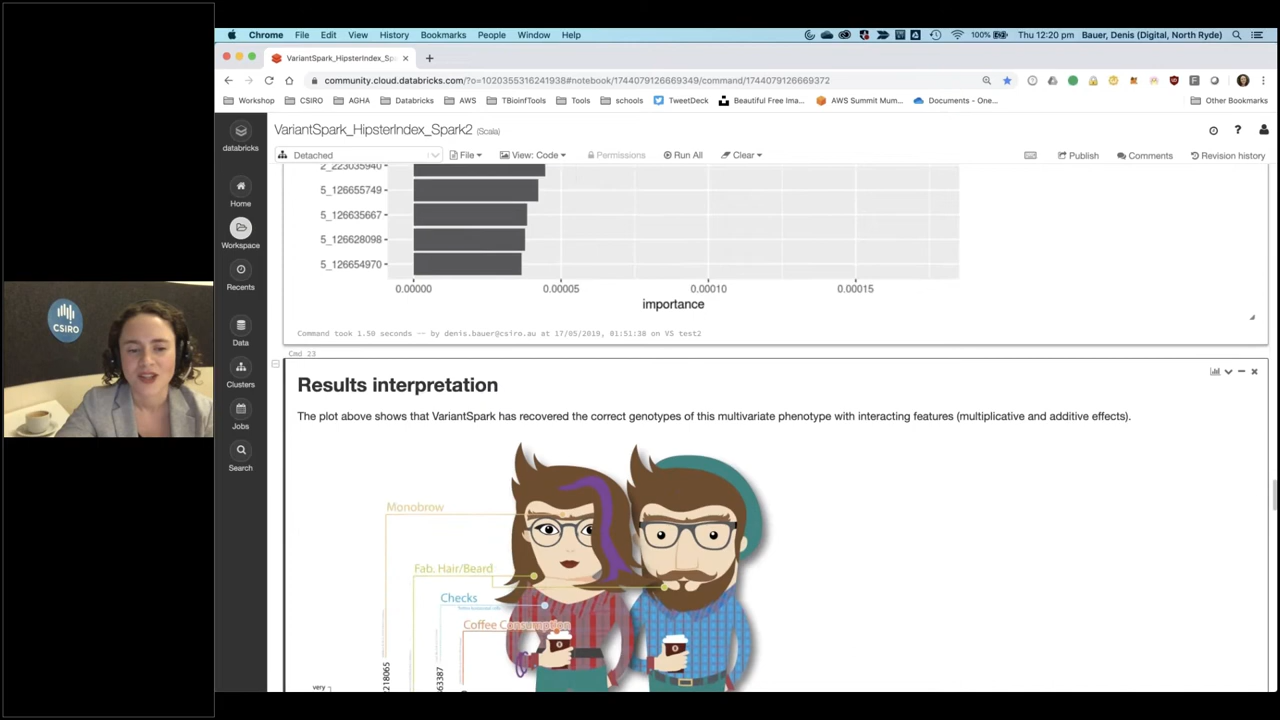 Chrome File Edit View History Bookmarks People Window Help 100% Thu 12:20 pm Bauer, Denis (Digital, North Ryde)
VariantSpark_HipsterIndex_Sp
community.cloud.databricks.com/?o=1020355316241938#notebook/1744079126669349/command/1744079126669372
Workshop CSIRO AGHA Databricks AWS TBioinfTools Tools schools TweetDeck Beautiful Free Ima... AWS Summit Mum... Documents - One... Other Bookmarks
databricks
Home
Workspace
Recents
Data
Clusters
Jobs
Search
VariantSpark_HipsterIndex_Spark2 (Scala)
Detached File View: Code Permissions Run All Clear Publish Comments Revision history
2_223035940
5_126655749
5_126635667
5_126628098
5_126654970
0.00000 0.00005 0.00010 0.00015
importance
Command took 1.50 seconds -- by denis.bauer@csiro.au at 17/05/2019, 01:51:38 on VS test2
Cmd 23
Results interpretation
The plot above shows that VariantSpark has recovered the correct genotypes of this multivariate phenotype with interacting features (multiplicative and additive effects).
Monobrow
Fab. Hair/Beard
Checks
Coffee Consumption
218065
563387
very
CSIRO